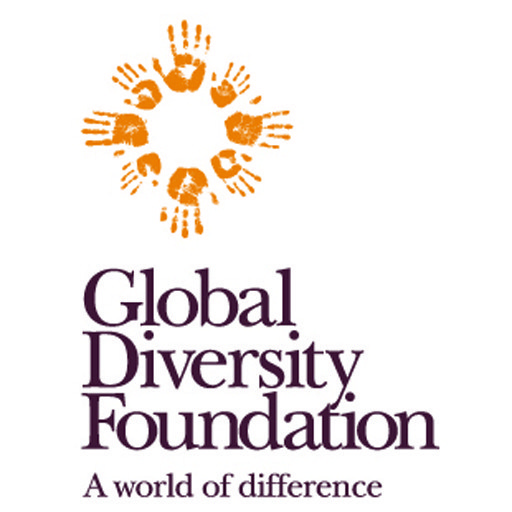 Global
Diversity
Foundation
A world of difference